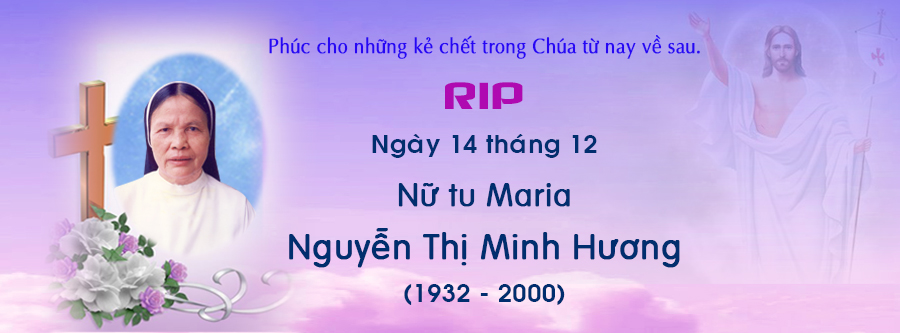 Phúc cho những kẻ chết trong Chúa từ nay về sau.
RIP
Ngày 14 tháng 12
Nữ tu Maria
Nguyễn Thị Minh Hương
(1932 - 2000)